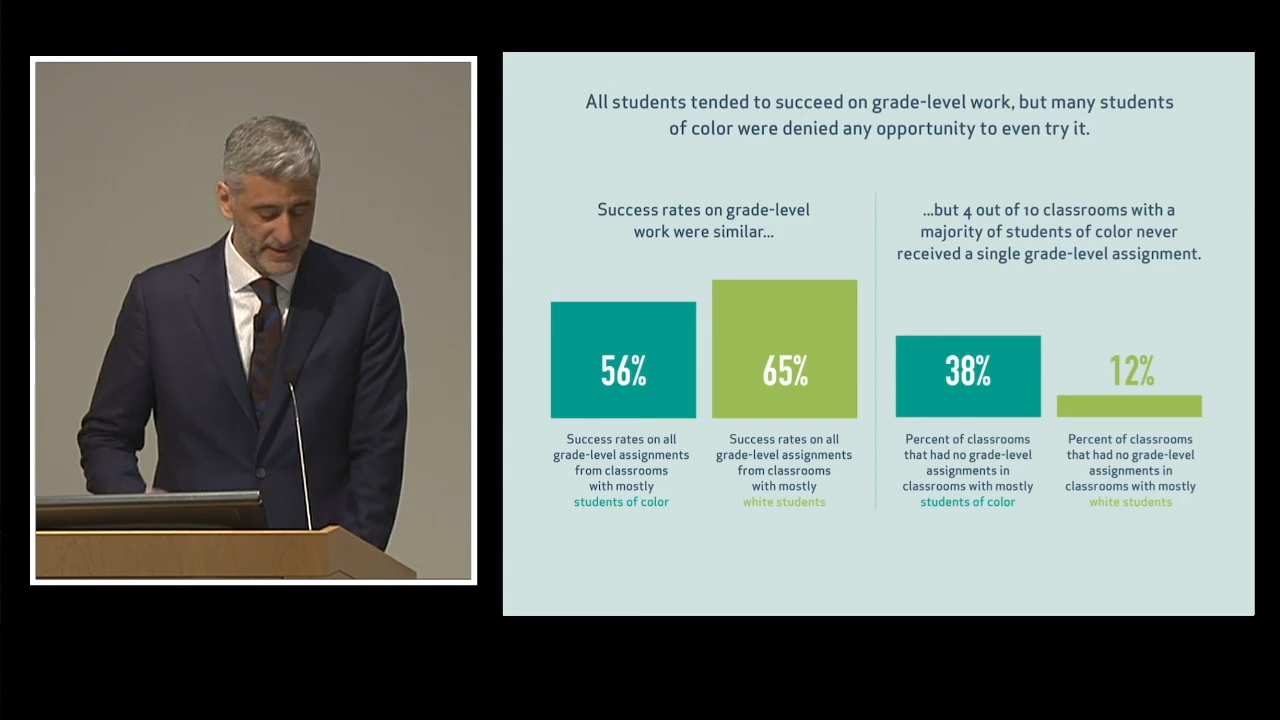 All students tended to succeed on grade-level work, but many students
of color were denied any opportunity to even try it.
Success rates on grade-level
work were similar...
56%
65%
Success rates on all
grade-level assignments
from classrooms
with mostly
students of color
Success rates on all
grade-level assignments
from classrooms
with mostly
white students
...but 4 out of 10 classrooms with a
majority of students of color never
received a single grade-level assignment.
38%
12%
Percent of classrooms
that had no grade-level
assignments in
classrooms with mostly
students of color
Percent of classrooms
that had no grade-level
assignments in
classrooms with mostly
white students